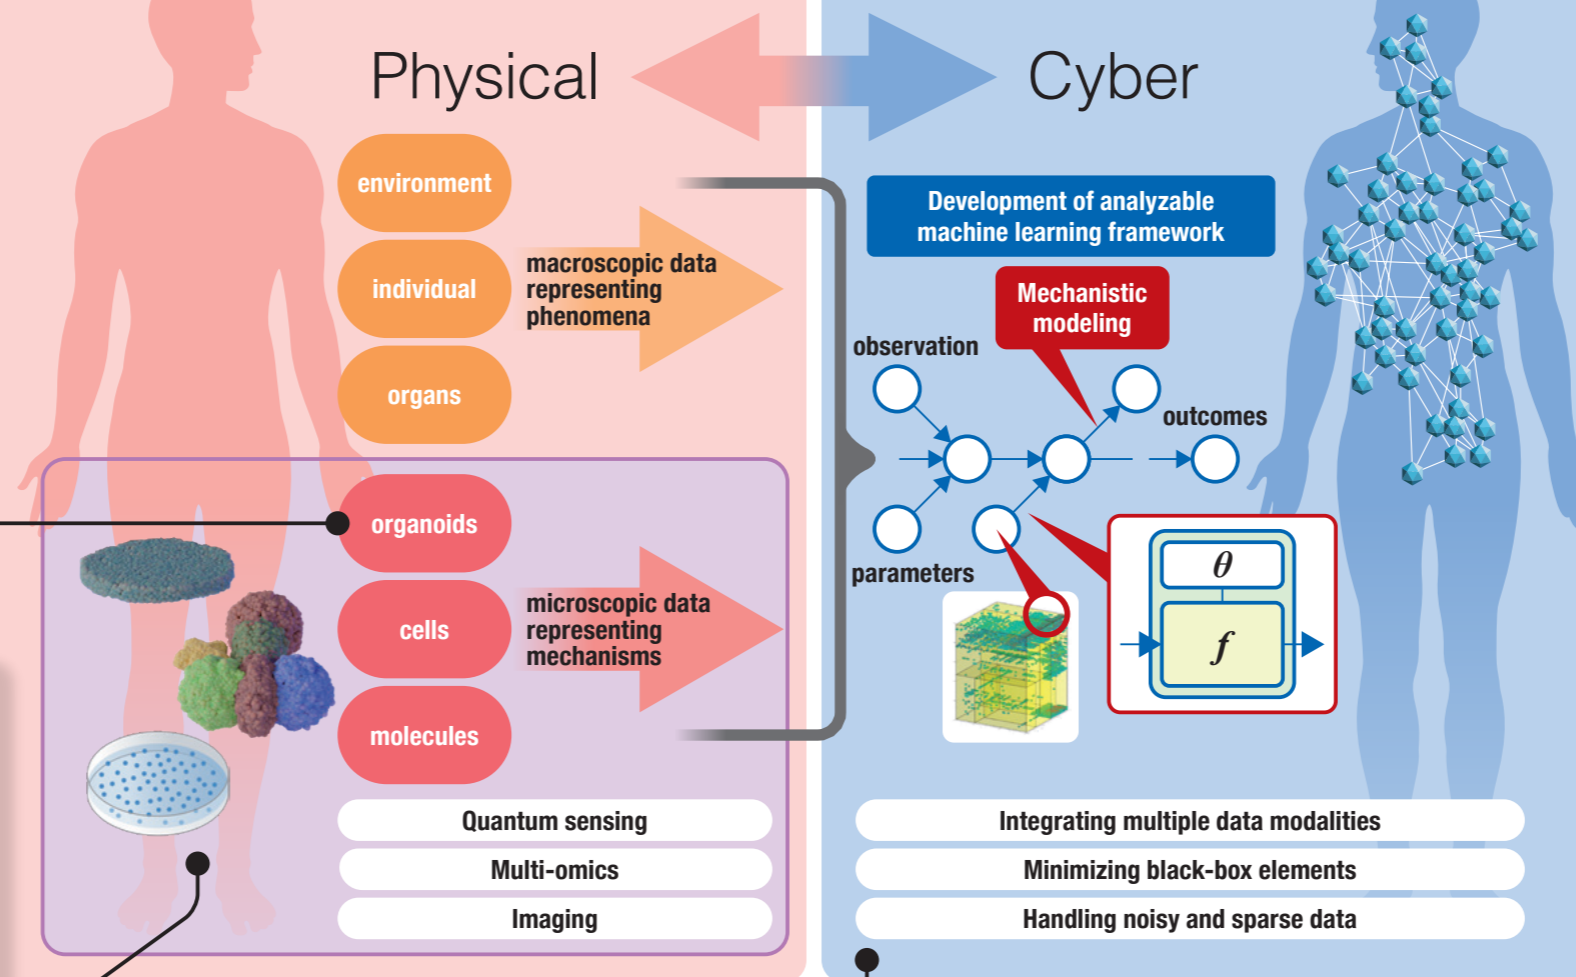 Physical
Cyber
environment
individual
organs
macroscopic data
representing
phenomena
organoids
cells
molecules
microscopic data
representing
mechanisms
Quantum sensing
Multi-omics
Imaging
Development of analyzable
machine learning framework
Mechanistic
modeling
observation
outcomes
parameters
θ
f
Integrating multiple data modalities
Minimizing black-box elements
Handling noisy and sparse data